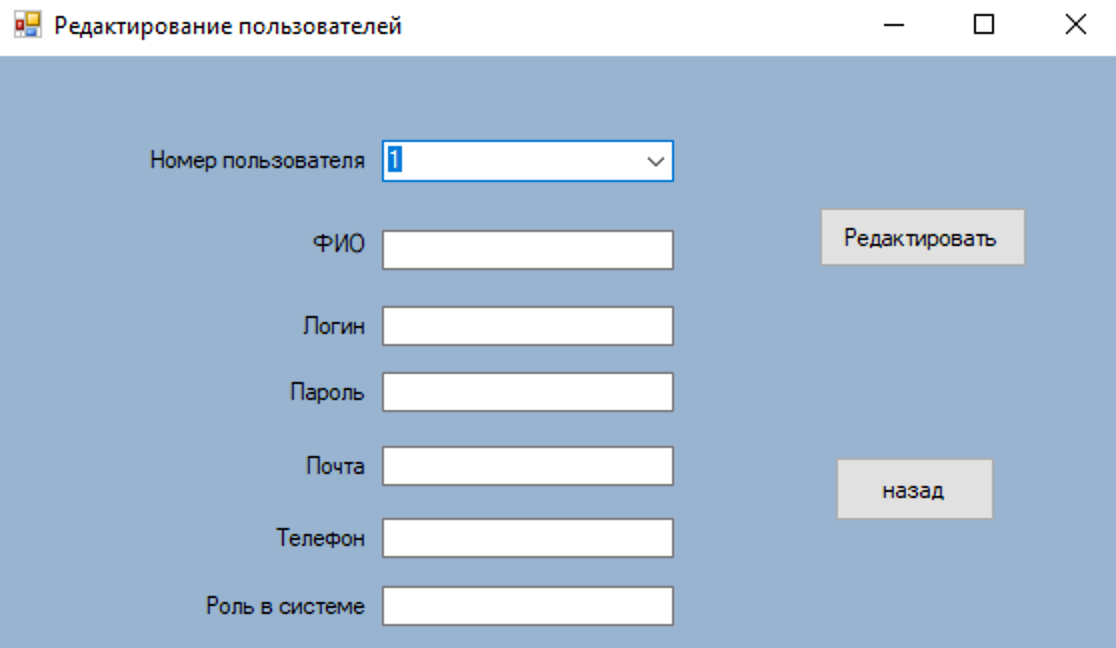 Редактирование пользователей
Номер пользователя 1
ФИО
Редактировать
Логин
Пароль
Почта
назад
Телефон
Роль в системе